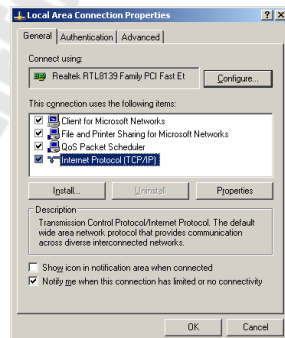 Local Area Connection Properties
General Authentication Advanced
Connect using:
Realtek RTL8139 Family PCI Fast Et Configure...
This connection uses the following items:
Client for Microsoft Networks
File and Printer Sharing for Microsoft Networks
QoS Packet Scheduler
Internet Protocol (TCP/IP)
Install... Uninstall Properties
Description
Transmission Control Protocol/Internet Protocol. The default
wide area network protocol that provides communication
across diverse interconnected networks.
Show icon in notification area when connected
Notify me when this connection has limited or no connectivity
OK Cancel